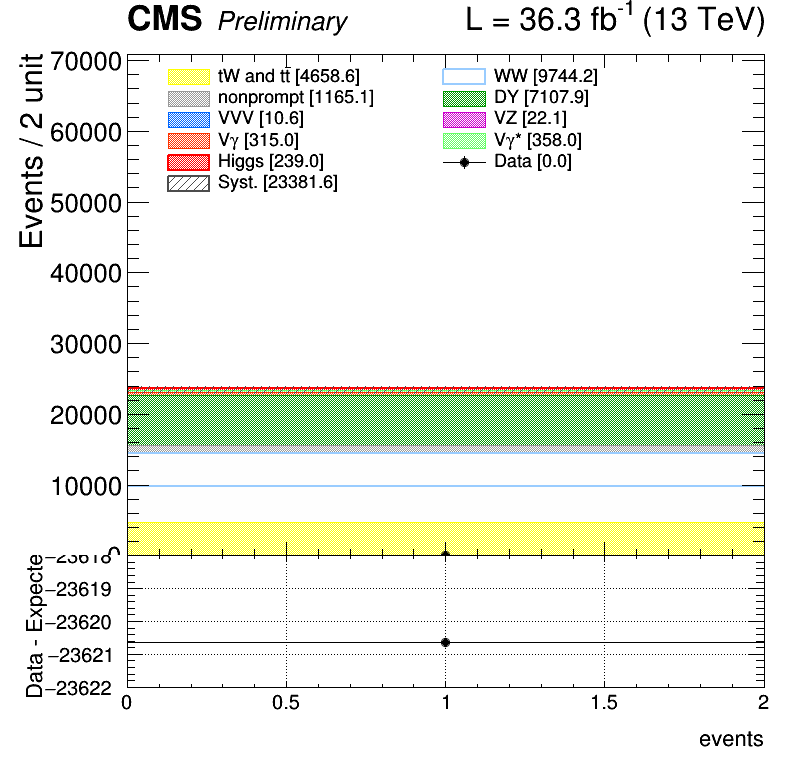 CMS Preliminary L = 36.3 fb⁻¹ (13 TeV)
Events / 2 unit
70000
60000
50000
40000
30000
20000
10000
0
tW and tt̄ [4658.6]
nonprompt [1165.1]
VVV [10.6]
Vγ [315.0]
Higgs [239.0]
Syst. [23381.6]
WW [9744.2]
DY [7107.9]
VZ [22.1]
Vγ* [358.0]
Data [0.0]
Data - Expecte
−23618
−23619
−23620
−23621
−23622
0 0.5 1 1.5 2
events